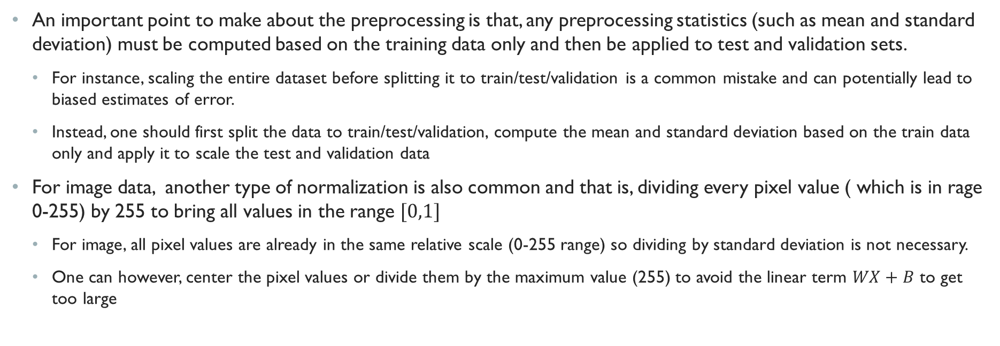 • An important point to make about the preprocessing is that, any preprocessing statistics (such as mean and standard
deviation) must be computed based on the training data only and then be applied to test and validation sets.
• For instance, scaling the entire dataset before splitting it to train/test/validation is a common mistake and can potentially lead to
biased estimates of error.
• Instead, one should first split the data to train/test/validation, compute the mean and standard deviation based on the train data
only and apply it to scale the test and validation data
• For image data, another type of normalization is also common and that is, dividing every pixel value ( which is in rage
0-255) by 255 to bring all values in the range [0,1]
• For image, all pixel values are already in the same relative scale (0-255 range) so dividing by standard deviation is not necessary.
• One can however, center the pixel values or divide them by the maximum value (255) to avoid the linear term WX + B to get
too large